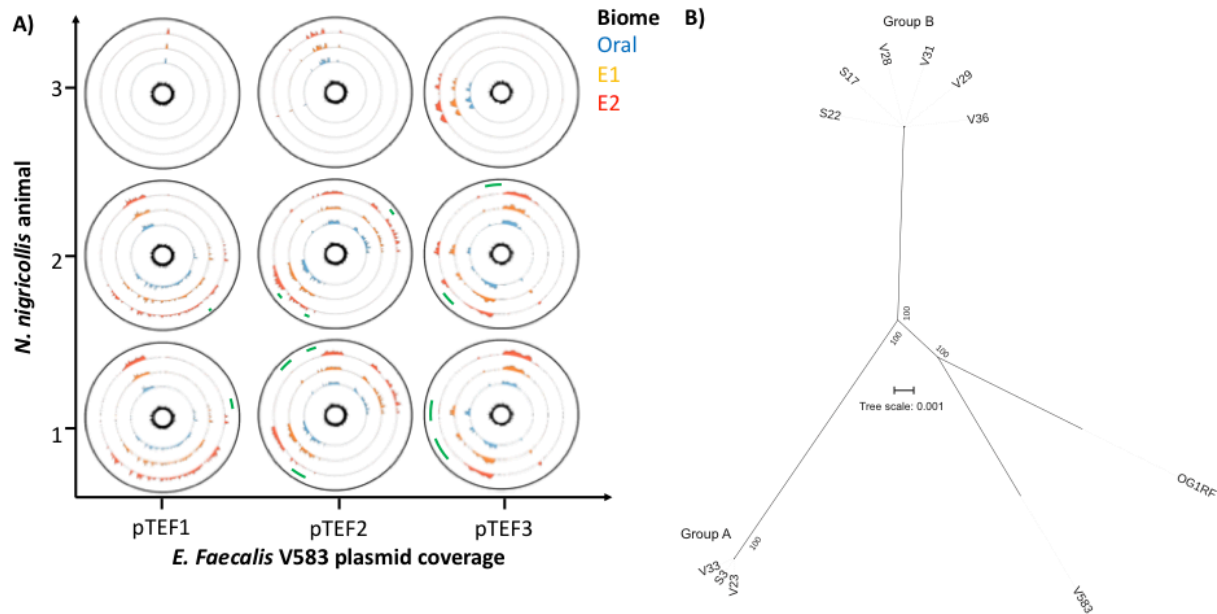 A)
Biome
Oral
E1
E2
3
2
1
N. nigricollis animal
pTEF1
pTEF2
pTEF3
E. Faecalis V583 plasmid coverage
B)
Group B
V28
V31
S17
V29
S22
V36
100
100
100
Tree scale: 0.001
OG1RF
Group A
100
V33
S3
V23
V583